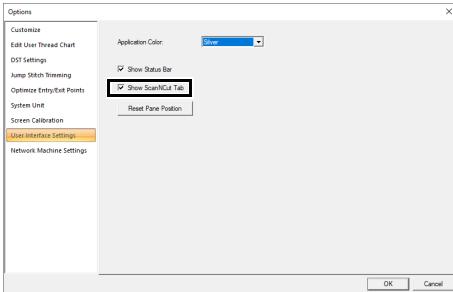 Options
Customize
Edit User Thread Chart
DST Settings
Jump Stitch Trimming
Optimize Entry/Exit Points
System Unit
Screen Calibration
User Interface Settings
Network Machine Settings
Application Color:
Silver
Show Status Bar
Show ScanNCut Tab
Reset Pane Position
OK
Cancel